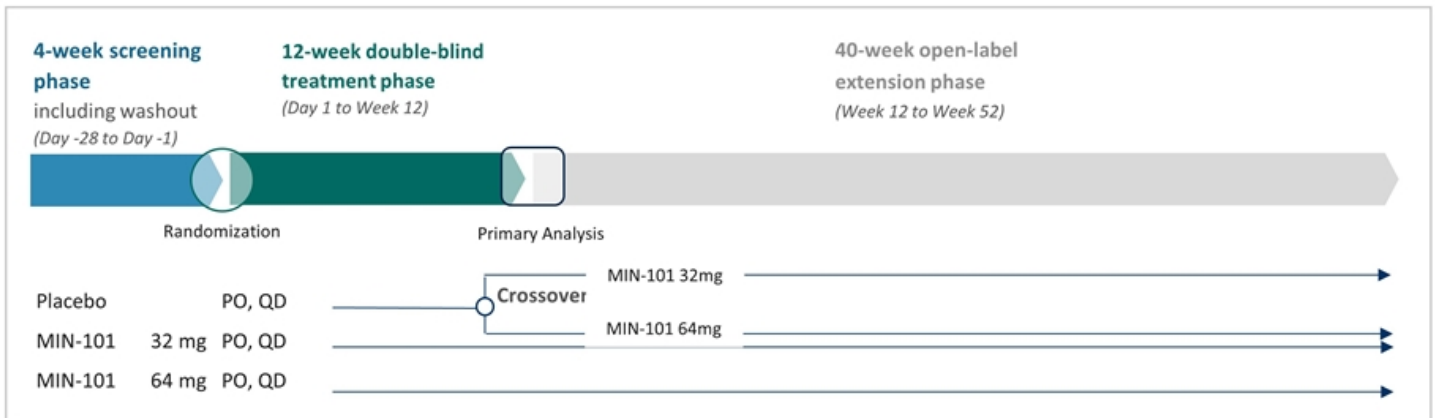 4-week screening
phase
including washout
(Day -28 to Day -1)
12-week double-blind
treatment phase
(Day 1 to Week 12)
40-week open-label
extension phase
(Week 12 to Week 52)
Randomization
Primary Analysis
Placebo PO, QD
MIN-101 32 mg PO, QD
MIN-101 64 mg PO, QD
Crossover
MIN-101 32mg
MIN-101 64mg